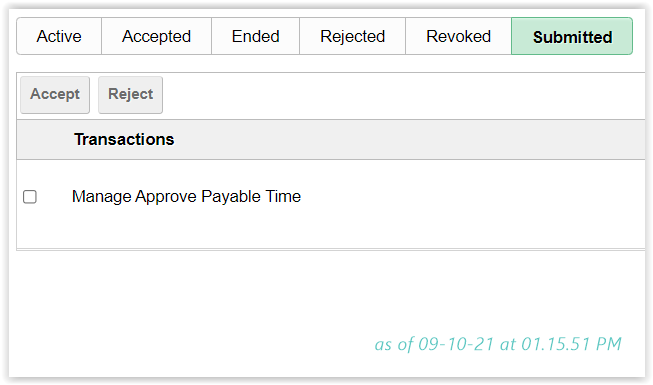 Active Accepted Ended Rejected Revoked Submitted
Accept Reject
Transactions
Manage Approve Payable Time
as of 09-10-21 at 01.15.51 PM